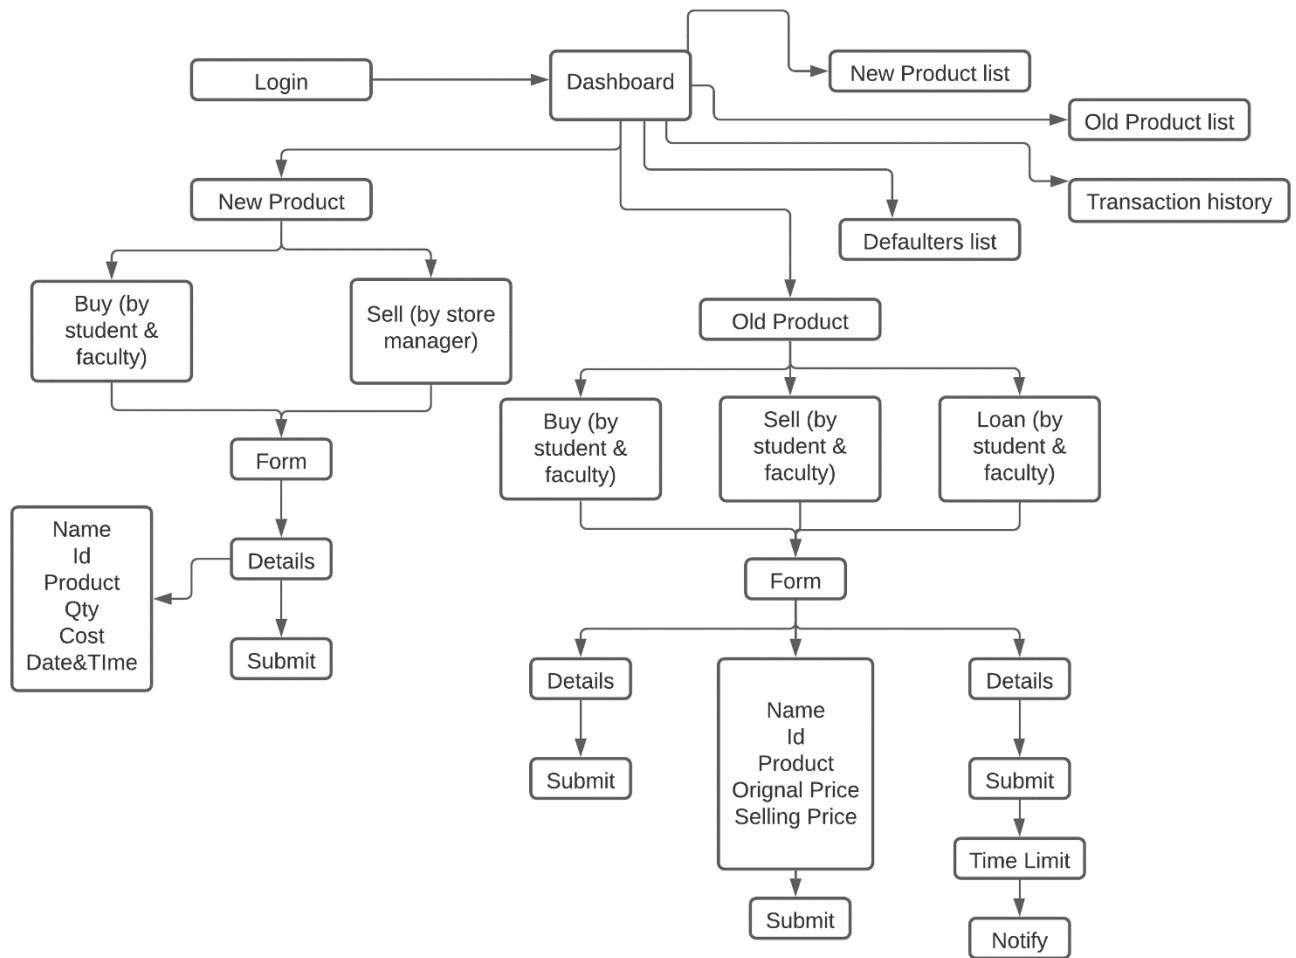 Login
Dashboard
New Product list
Old Product list
Transaction history
New Product
Defaulters list
Buy (by
student &
faculty)
Sell (by store
manager)
Old Product
Buy (by
student &
faculty)
Sell (by
student &
faculty)
Loan (by
student &
faculty)
Form
Details
Name
Id
Product
Qty
Cost
Date&TIme
Submit
Form
Details
Submit
Name
Id
Product
Orignal Price
Selling Price
Submit
Details
Submit
Time Limit
Notify